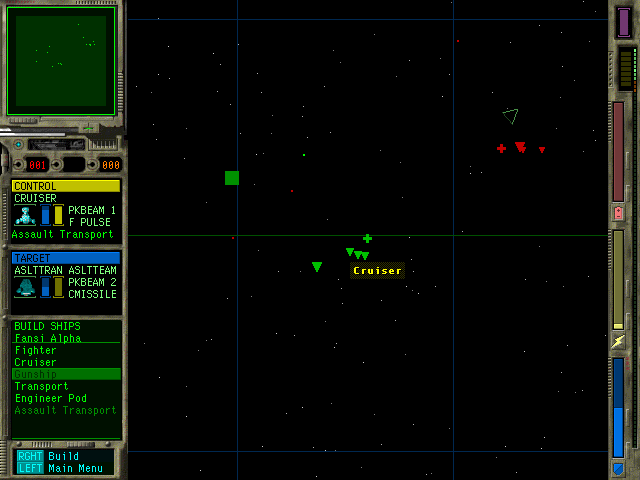 001
000
CONTROL
CRUISER
PKBEAM 1
F PULSE
Assault Transport
TARGET
ASLTTRAN ASLTTEAM
PKBEAM 2
CMISSILE
BUILD SHIPS
Fansi Alpha
Fighter
Cruiser
Gunship
Transport
Engineer Pod
Assault Transport
RGHT Build
LEFT Main Menu
Cruiser